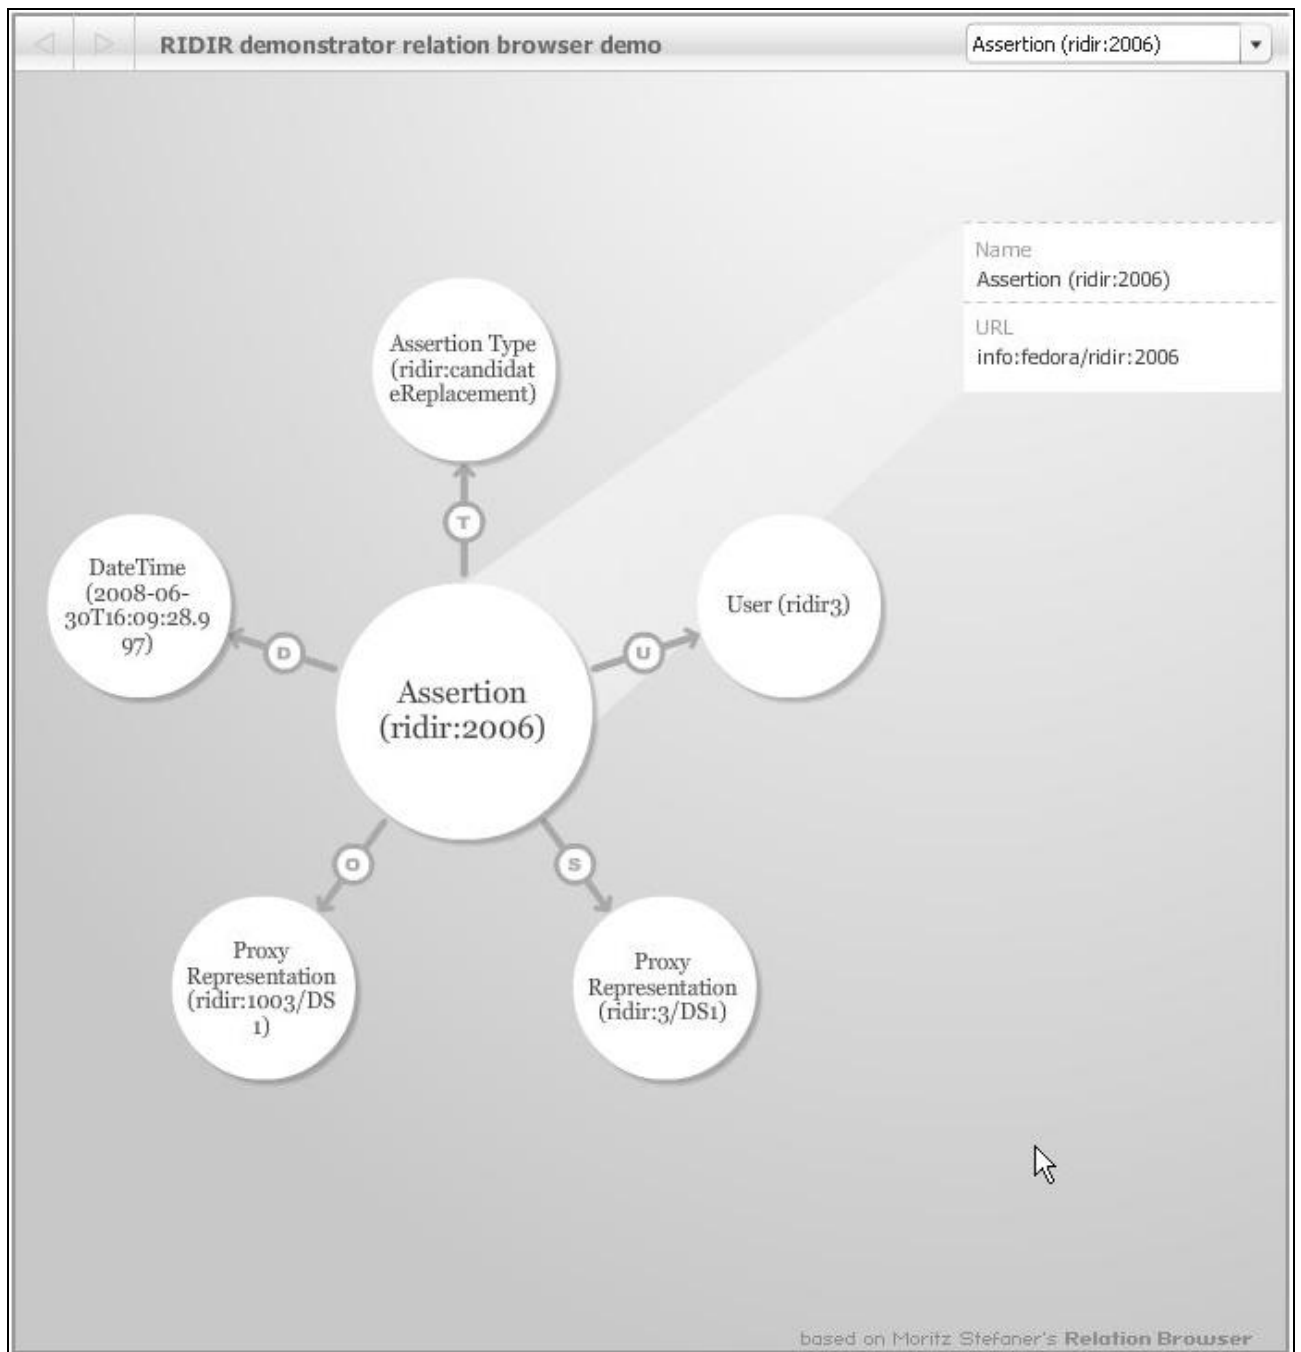 RIDIR demonstrator relation browser demo
Assertion (ridir:2006)
Name
Assertion (ridir:2006)
URL
info:fedora/ridir:2006
Assertion Type
(ridir:candidat
eReplacement)
T
DateTime
(2008-06-
30T16:09:28.9
97)
D
User (ridir3)
U
Assertion
(ridir:2006)
O
S
Proxy
Representation
(ridir:1003/DS
1)
Proxy
Representation
(ridir:3/DS1)
based on Moritz Stefaner's Relation Browser